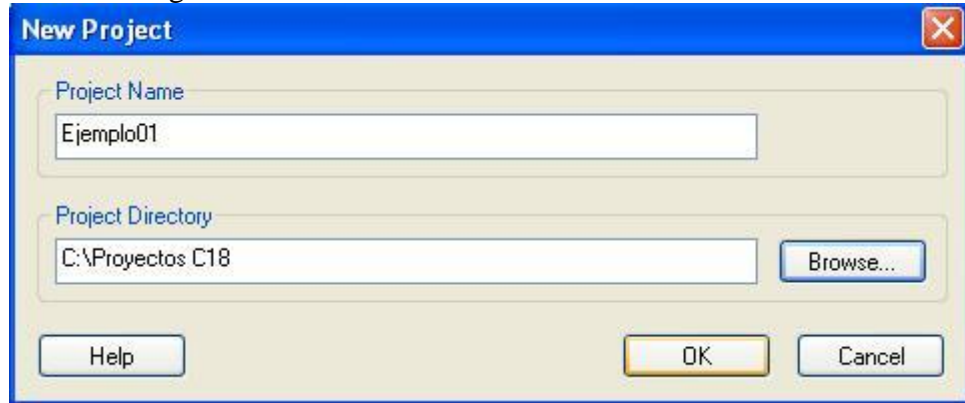 New Project
Project Name
Ejemplo01
Project Directory
C:\Proyectos C18
Browse...
Help
OK
Cancel